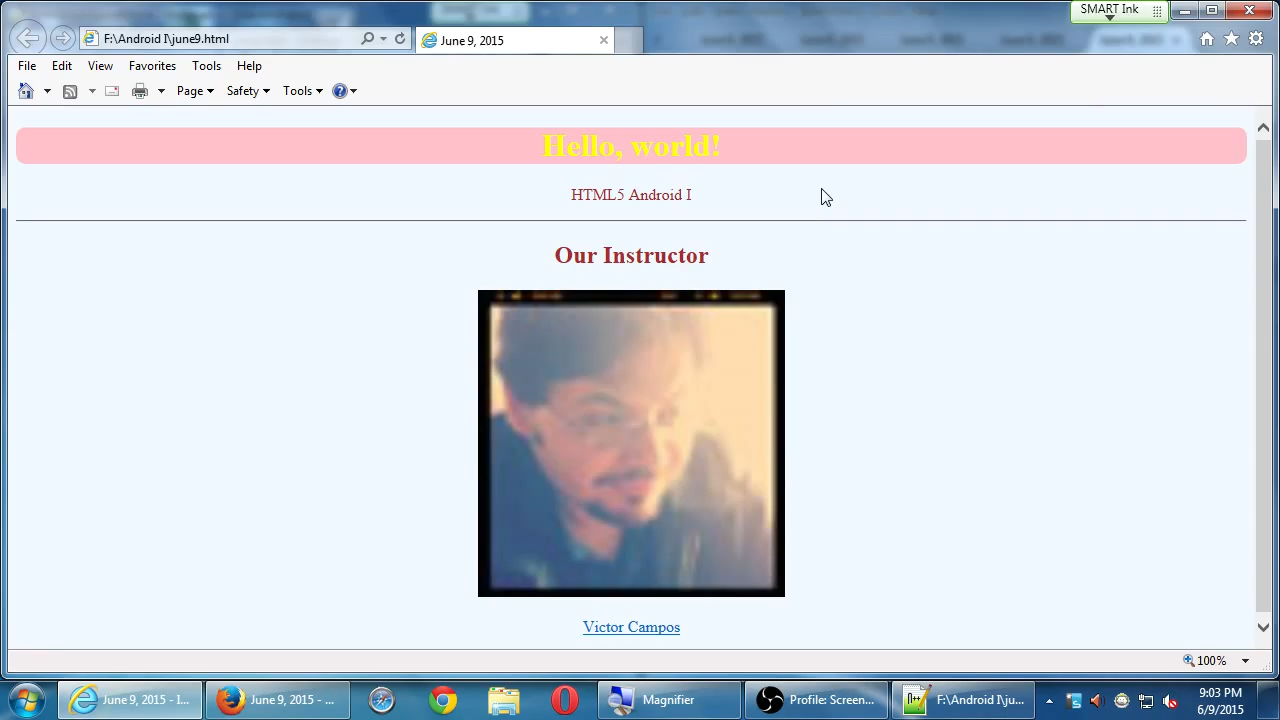 SMART Ink
F:\Android I\june9.html
June 9, 2015
File Edit View Favorites Tools Help
Page Safety Tools
Hello, world!
HTML5 Android I
Our Instructor
Victor Campos
100%
June 9, 2015 - I...
June 9, 2015 - ...
Magnifier
Profile: Screen...
F:\Android I\ju...
9:03 PM
6/9/2015